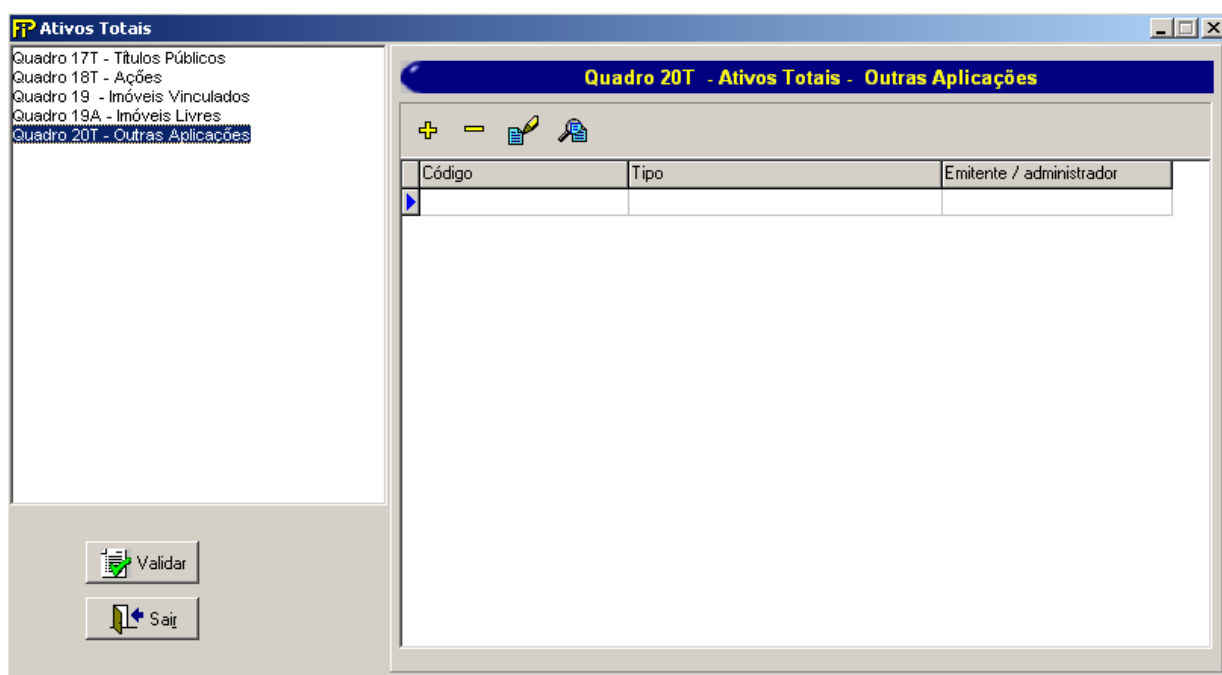 FIP Ativos Totais
Quadro 17T - Títulos Públicos
Quadro 18T - Ações
Quadro 19 - Imóveis Vinculados
Quadro 19A - Imóveis Livres
Quadro 20T - Outras Aplicações
Quadro 20T - Ativos Totais - Outras Aplicações
Código Tipo Emitente / administrador
Validar
Sair